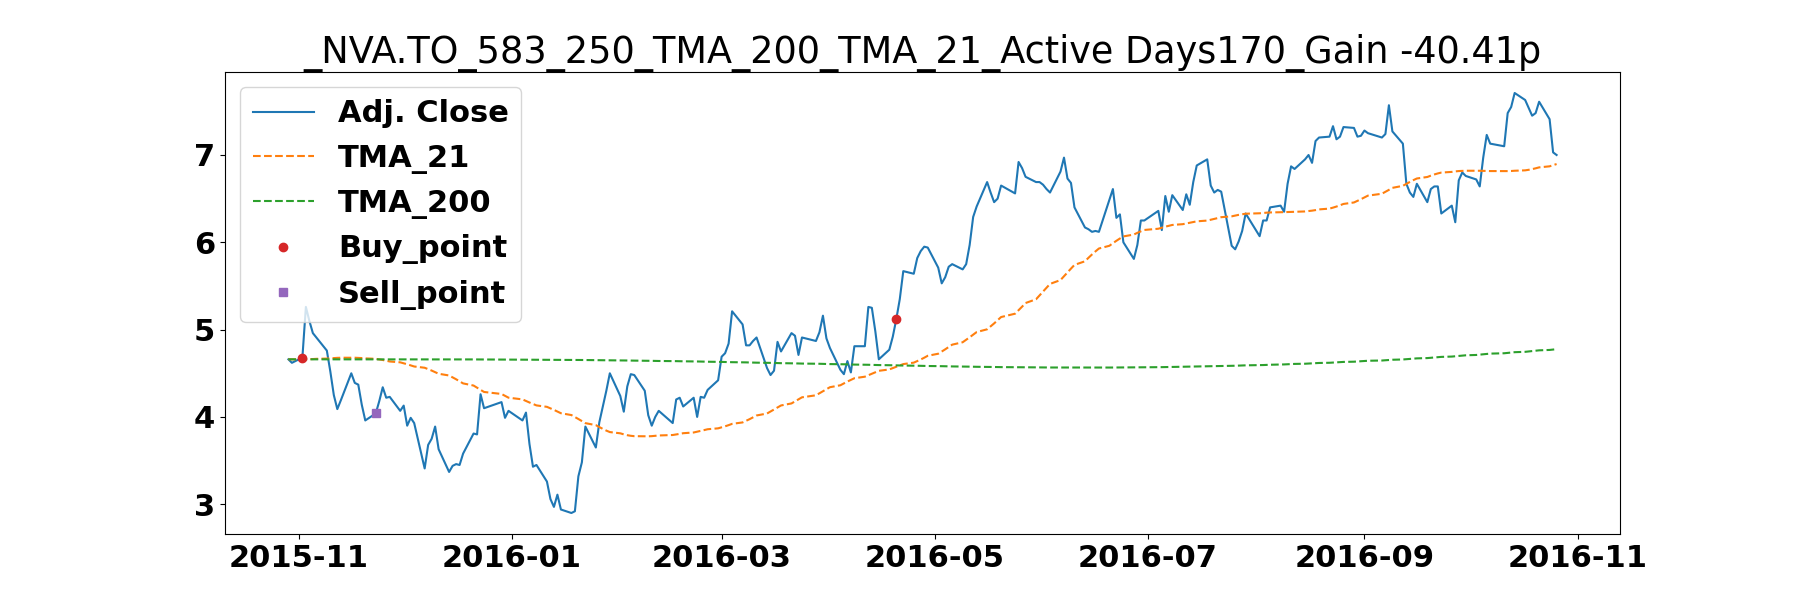 _NVA.TO_583_250_TMA_200_TMA_21_Active Days170_Gain -40.41p
Adj. Close
TMA_21
TMA_200
Buy_point
Sell_point
7
6
5
4
3
2015-11 2016-01 2016-03 2016-05 2016-07 2016-09 2016-11